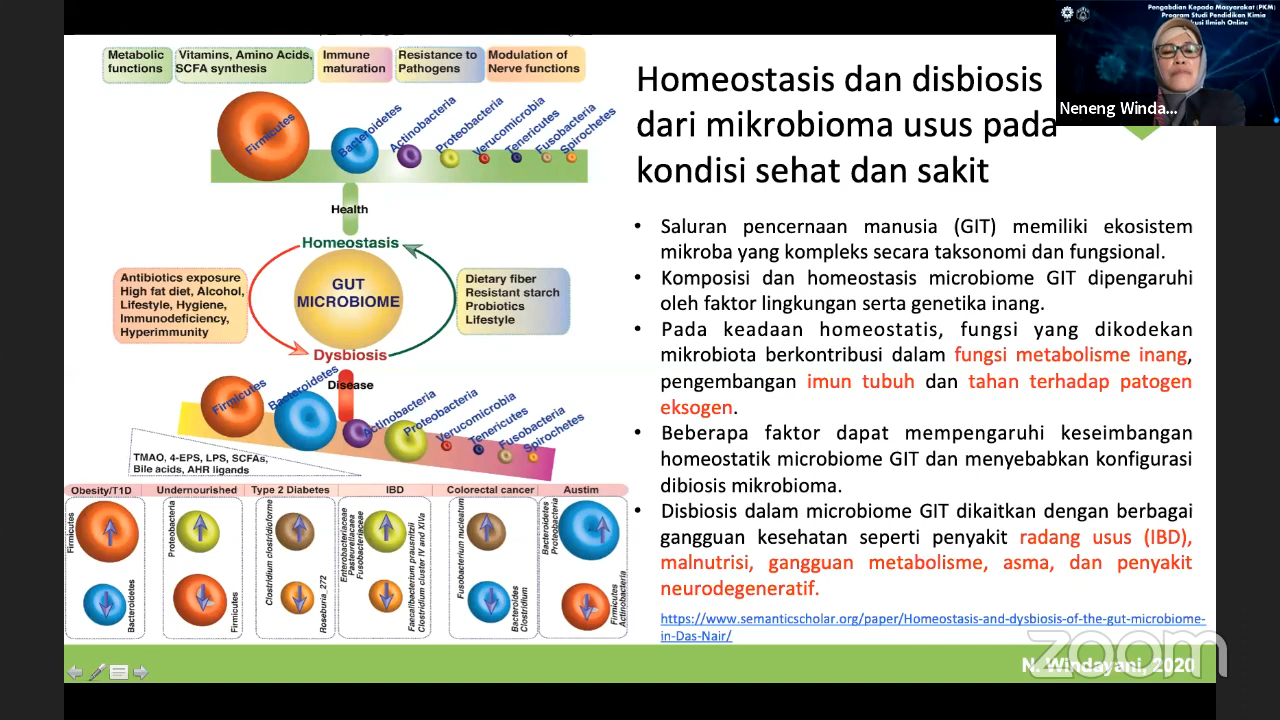 Pengabdian Kepada Masyarakat (PKM)
Program Studi Pendidikan Kimia
Ilmiah Online
Neneng Winda...
Metabolic
functions
Vitamins, Amino Acids,
SCFA synthesis
Immune
maturation
Resistance to
Pathogens
Modulation of
Nerve functions
Firmicutes
Bacteroidetes
Actinobacteria
Proteobacteria
Verucomicrobia
Tenericutes
Fusobacteria
Spirochetes
Health
Homeostasis
Antibiotics exposure
High fat diet, Alcohol,
Lifestyle, Hygiene,
Immunodeficiency,
Hyperimmunity
GUT
MICROBIOME
Dietary fiber
Resistant starch
Probiotics
Lifestyle
Dysbiosis
Disease
Firmicutes
Bacteroidetes
Actinobacteria
Proteobacteria
Verucomicrobia
Tenericutes
Fusobacteria
Spirochetes
TMAO, 4-EPS, LPS, SCFAs,
Bile acids, AHR ligands
Obesity/T1D
Firmicutes
Bacteroidetes
Undernourished
Proteobacteria
Firmicutes
Type 2 Diabetes
Clostridium clostridioforme
Roseburia_272
IBD
Enterobacteriaceae
Pasteurellacaea
Fusobacteriaceae
Faecalibacterium prausnitzii
Clostridium cluster IV and XIVa
Colorectal cancer
Fusobacterium nucleatum
Bacteroides
Clostridium
Austim
Bacteroidetes
Proteobacteria
Firmicutes
Actinobacteria
Homeostasis dan disbiosis
dari mikrobioma usus pada
kondisi sehat dan sakit
• Saluran pencernaan manusia (GIT) memiliki ekosistem
mikroba yang kompleks secara taksonomi dan fungsional.
• Komposisi dan homeostasis microbiome GIT dipengaruhi
oleh faktor lingkungan serta genetika inang.
• Pada keadaan homeostatis, fungsi yang dikodekan
mikrobiota berkontribusi dalam fungsi metabolisme inang,
pengembangan imun tubuh dan tahan terhadap patogen
eksogen.
• Beberapa faktor dapat mempengaruhi keseimbangan
homeostatik microbiome GIT dan menyebabkan konfigurasi
dibiosis mikrobioma.
• Disbiosis dalam microbiome GIT dikaitkan dengan berbagai
gangguan kesehatan seperti penyakit radang usus (IBD),
malnutrisi, gangguan metabolisme, asma, dan penyakit
neurodegeneratif.
https://www.semanticscholar.org/paper/Homeostasis-and-dysbiosis-of-the-gut-microbiome-
in-Das-Nair/
N. Windayani, 2020
zoom